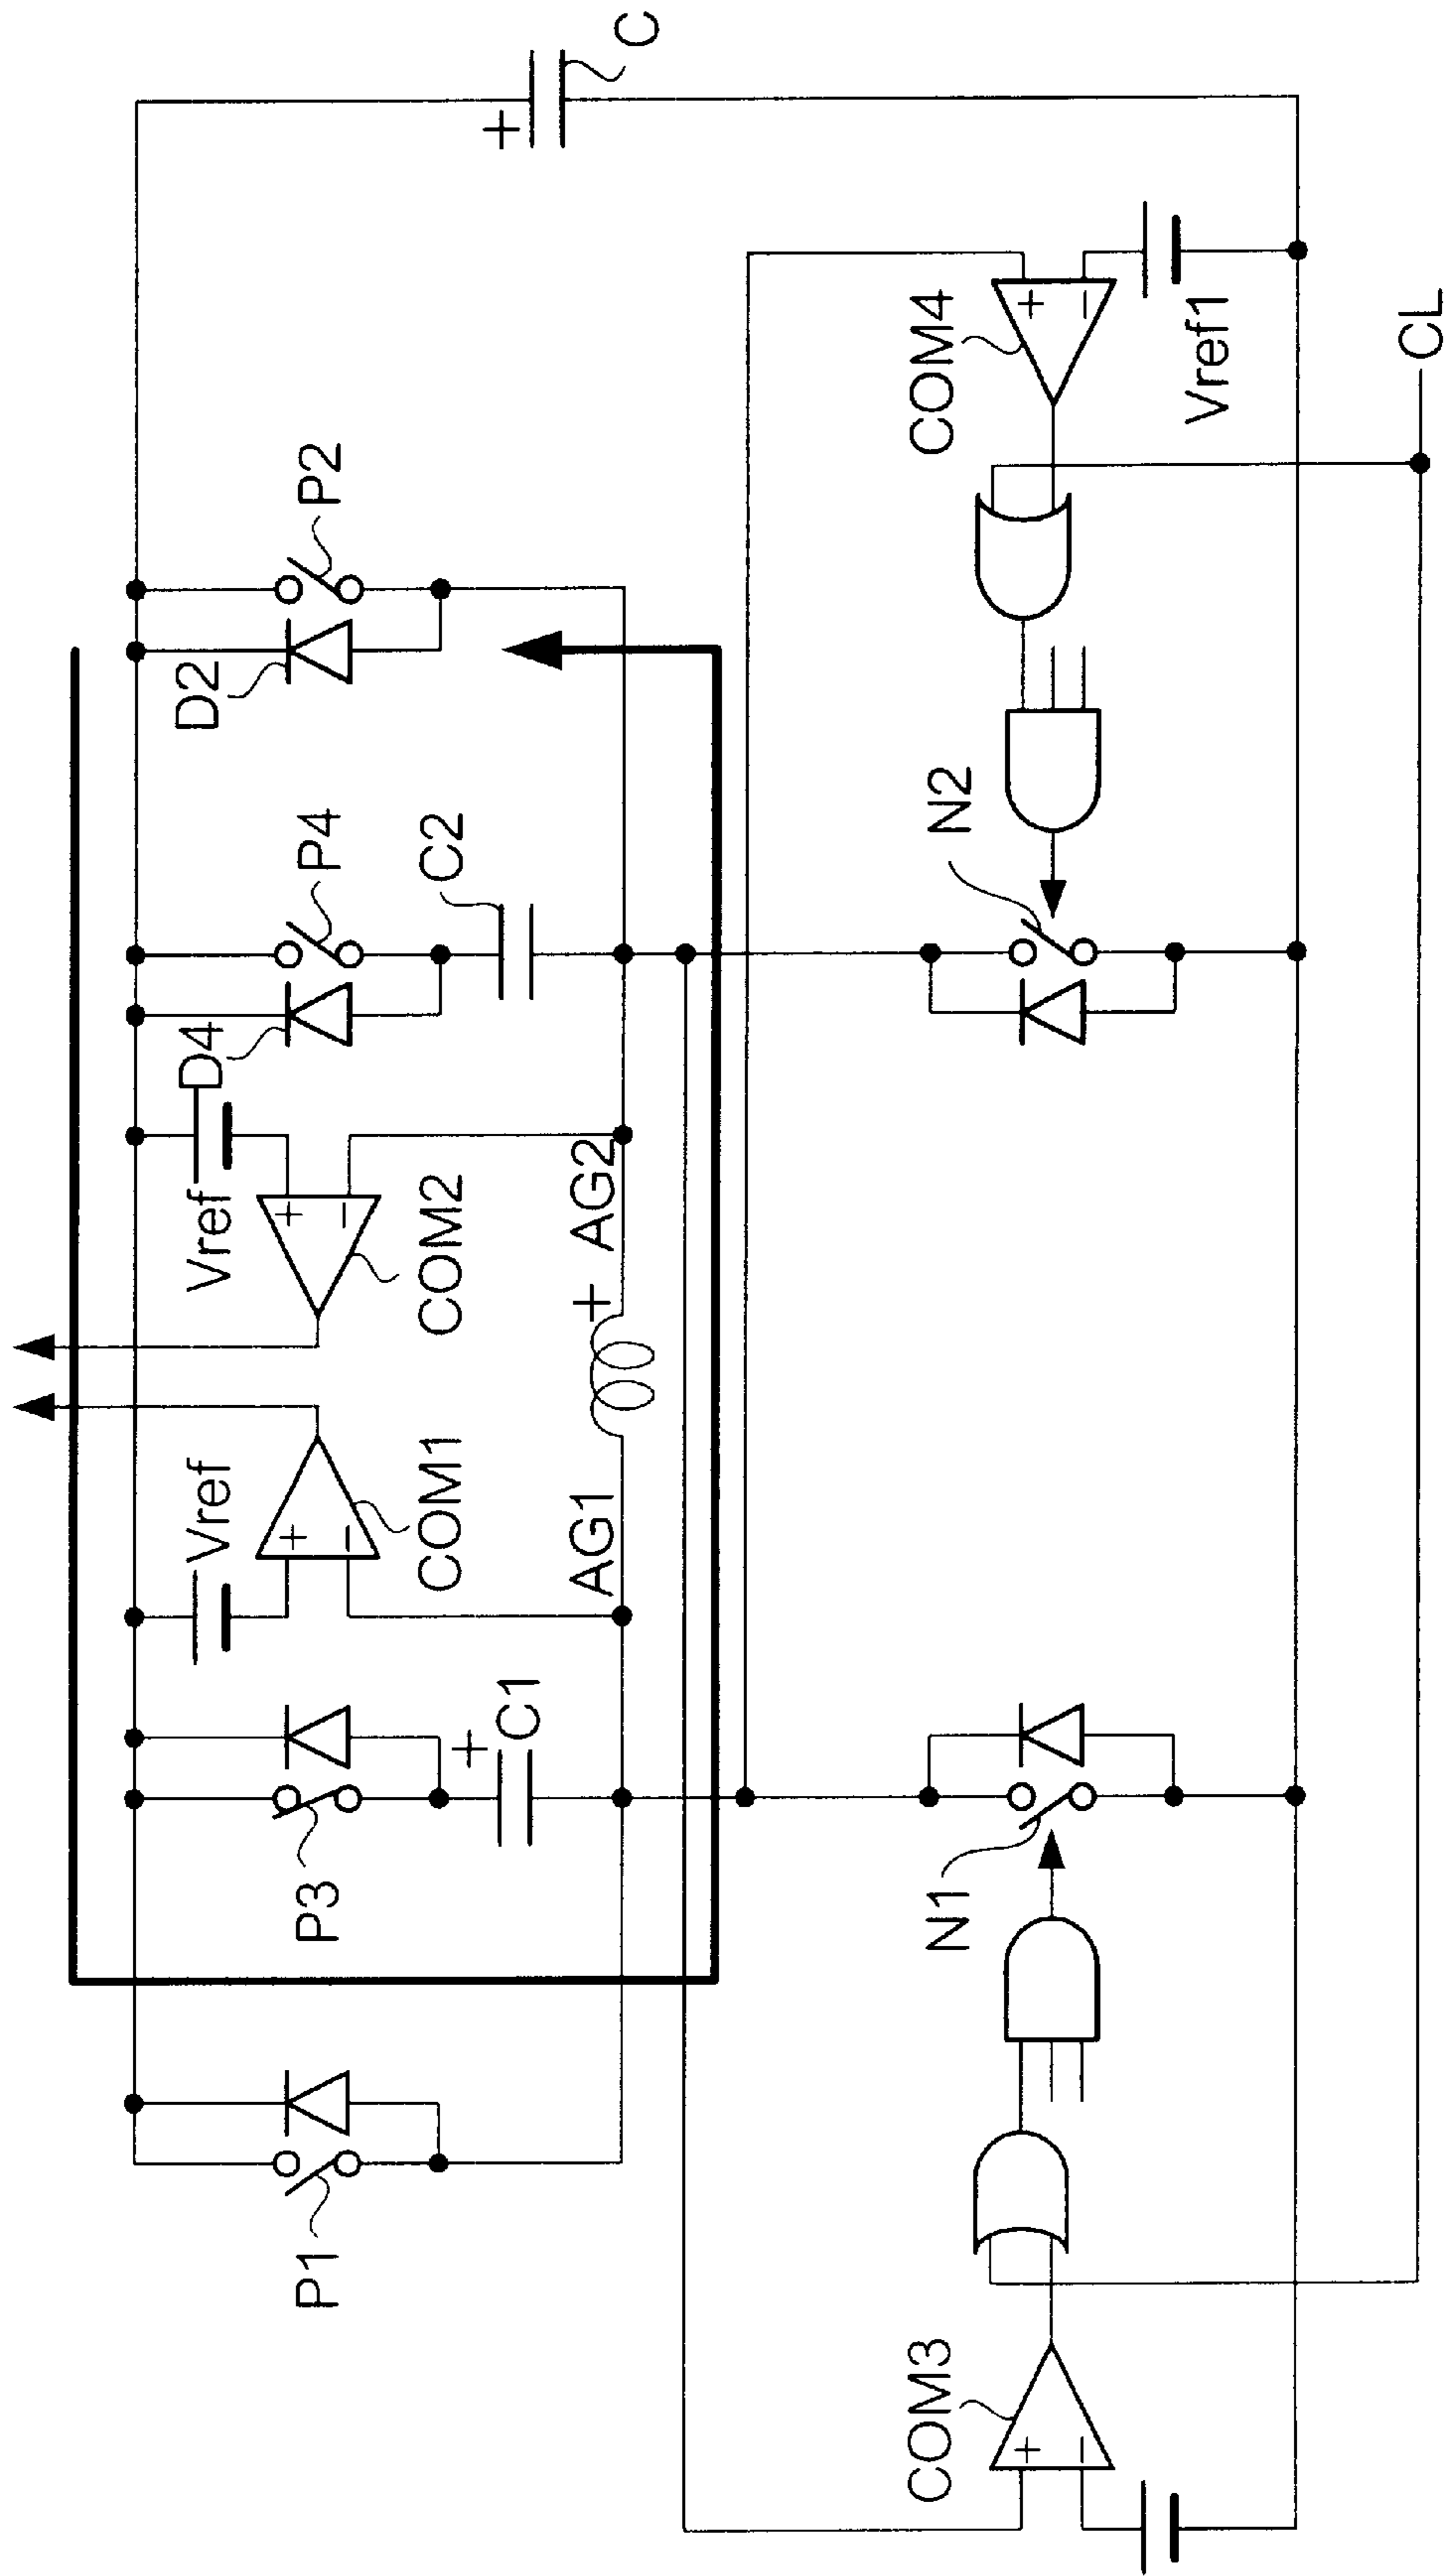 C
+
P2
D2
P4
C2
D4
Vref
+
−
COM2
AG2
+
Vref
+
−
COM1
AG1
+
C1
P3
P1
COM4
+
−
Vref1
CL
N2
N1
COM3
+
−